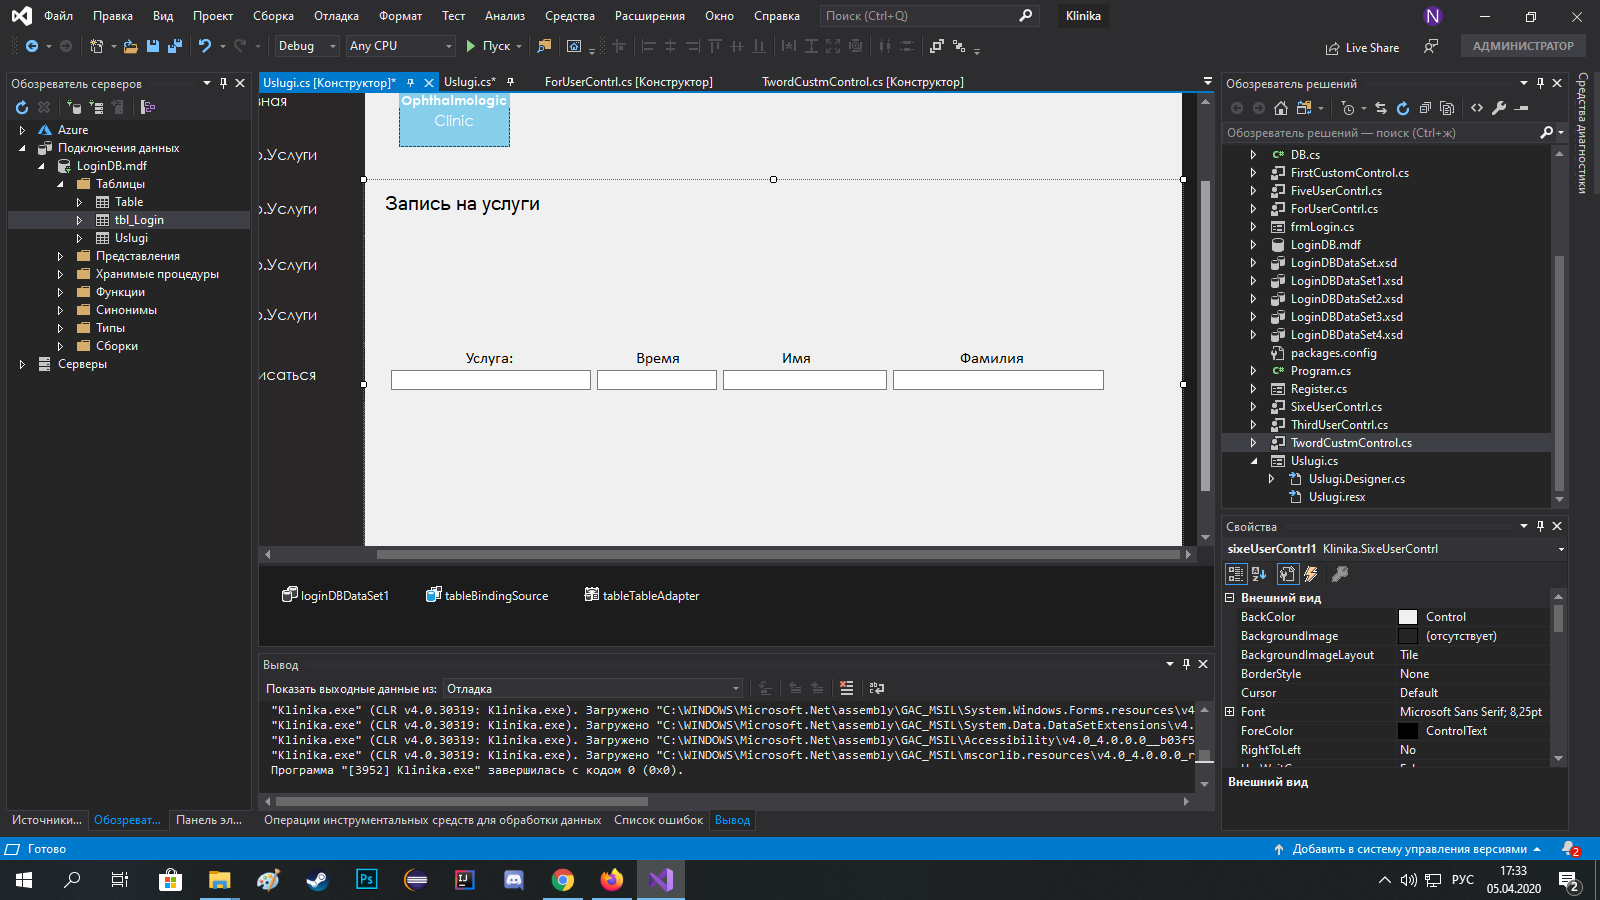 Файл Правка Вид Проект Сборка Отладка Формат Тест Анализ Средства Расширения Окно Справка Поиск (Ctrl+Q) Klinika N
Debug Any CPU Пуск Live Share АДМИНИСТРАТОР
Обозреватель серверов
Azure
Подключения данных
LoginDB.mdf
Таблицы
Table
tbl_Login
Uslugi
Представления
Хранимые процедуры
Функции
Синонимы
Типы
Сборки
Серверы
Источники... Обозреват... Панель эл...
Uslugi.cs [Конструктор]* Uslugi.cs* ForUserContrl.cs [Конструктор] TwordCustmControl.cs [Конструктор]
вная
Ophthalmologic
Clinic
о.Услуги
о.Услуги
о.Услуги
о.Услуги
исаться
Запись на услуги
Услуга: Время Имя Фамилия
loginDBDataSet1 tableBindingSource tableTableAdapter
Вывод
Показать выходные данные из: Отладка
"Klinika.exe" (CLR v4.0.30319: Klinika.exe). Загружено "C:\WINDOWS\Microsoft.Net\assembly\GAC_MSIL\System.Windows.Forms.resources\v4
"Klinika.exe" (CLR v4.0.30319: Klinika.exe). Загружено "C:\WINDOWS\Microsoft.Net\assembly\GAC_MSIL\System.Data.DataSetExtensions\v4.
"Klinika.exe" (CLR v4.0.30319: Klinika.exe). Загружено "C:\WINDOWS\Microsoft.Net\assembly\GAC_MSIL\Accessibility\v4.0_4.0.0.0__b03f5
"Klinika.exe" (CLR v4.0.30319: Klinika.exe). Загружено "C:\WINDOWS\Microsoft.Net\assembly\GAC_MSIL\mscorlib.resources\v4.0_4.0.0.0_r
Программа "[3952] Klinika.exe" завершилась с кодом 0 (0x0).
Операции инструментальных средств для обработки данных Список ошибок Вывод
Обозреватель решений
Обозреватель решений — поиск (Ctrl+ж)
DB.cs
FirstCustomControl.cs
FiveUserContrl.cs
ForUserContrl.cs
frmLogin.cs
LoginDB.mdf
LoginDBDataSet.xsd
LoginDBDataSet1.xsd
LoginDBDataSet2.xsd
LoginDBDataSet3.xsd
LoginDBDataSet4.xsd
packages.config
Program.cs
Register.cs
SixeUserContrl.cs
ThirdUserContrl.cs
TwordCustmControl.cs
Uslugi.cs
Uslugi.Designer.cs
Uslugi.resx
Средства диагностики
Свойства
sixeUserContrl1 Klinika.SixeUserContrl
Внешний вид
BackColor Control
BackgroundImage (отсутствует)
BackgroundImageLayout Tile
BorderStyle None
Cursor Default
Font Microsoft Sans Serif; 8,25pt
ForeColor ControlText
RightToLeft No
Внешний вид
Готово Добавить в систему управления версиями 2
Ps IJ РУС 17:33
05.04.2020 2